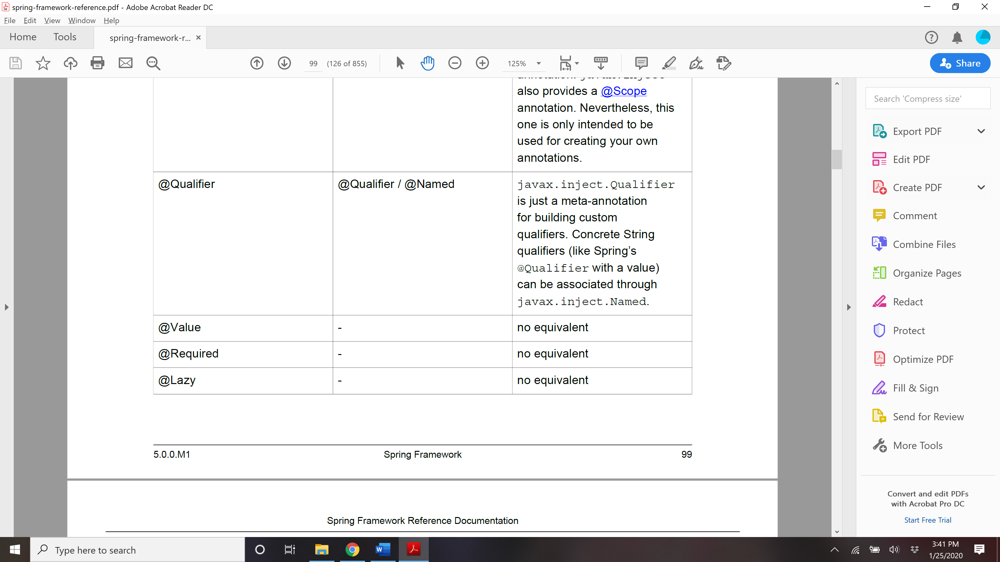 spring-framework-reference.pdf - Adobe Acrobat Reader DC
File Edit View Window Help
Home Tools spring-framework-r... ×
99 (126 of 855) 125% Share
also provides a @Scope
annotation. Nevertheless, this
one is only intended to be
used for creating your own
annotations.
@Qualifier @Qualifier / @Named javax.inject.Qualifier
is just a meta-annotation
for building custom
qualifiers. Concrete String
qualifiers (like Spring’s
@Qualifier with a value)
can be associated through
javax.inject.Named.
@Value - no equivalent
@Required - no equivalent
@Lazy - no equivalent
5.0.0.M1 Spring Framework 99
Spring Framework Reference Documentation
Search 'Compress size'
Export PDF
Edit PDF
Create PDF
Comment
Combine Files
Organize Pages
Redact
Protect
Optimize PDF
Fill & Sign
Send for Review
More Tools
Convert and edit PDFs
with Acrobat Pro DC
Start Free Trial
Type here to search
3:41 PM
1/25/2020